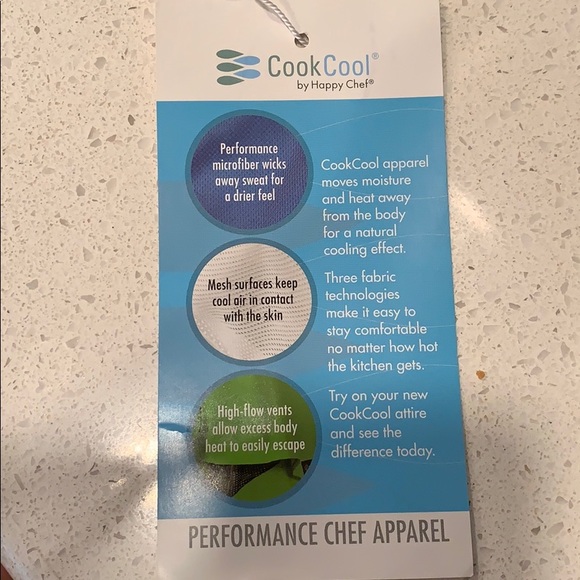 CookCool®
by Happy Chef®
Performance
microfiber wicks
away sweat for
a drier feel
CookCool apparel
moves moisture
and heat away
from the body
for a natural
cooling effect.
Mesh surfaces keep
cool air in contact
with the skin
Three fabric
technologies
make it easy to
stay comfortable
no matter how hot
the kitchen gets.
High-flow vents
allow excess body
heat to easily escape
Try on your new
CookCool attire
and see the
difference today.
PERFORMANCE CHEF APPAREL